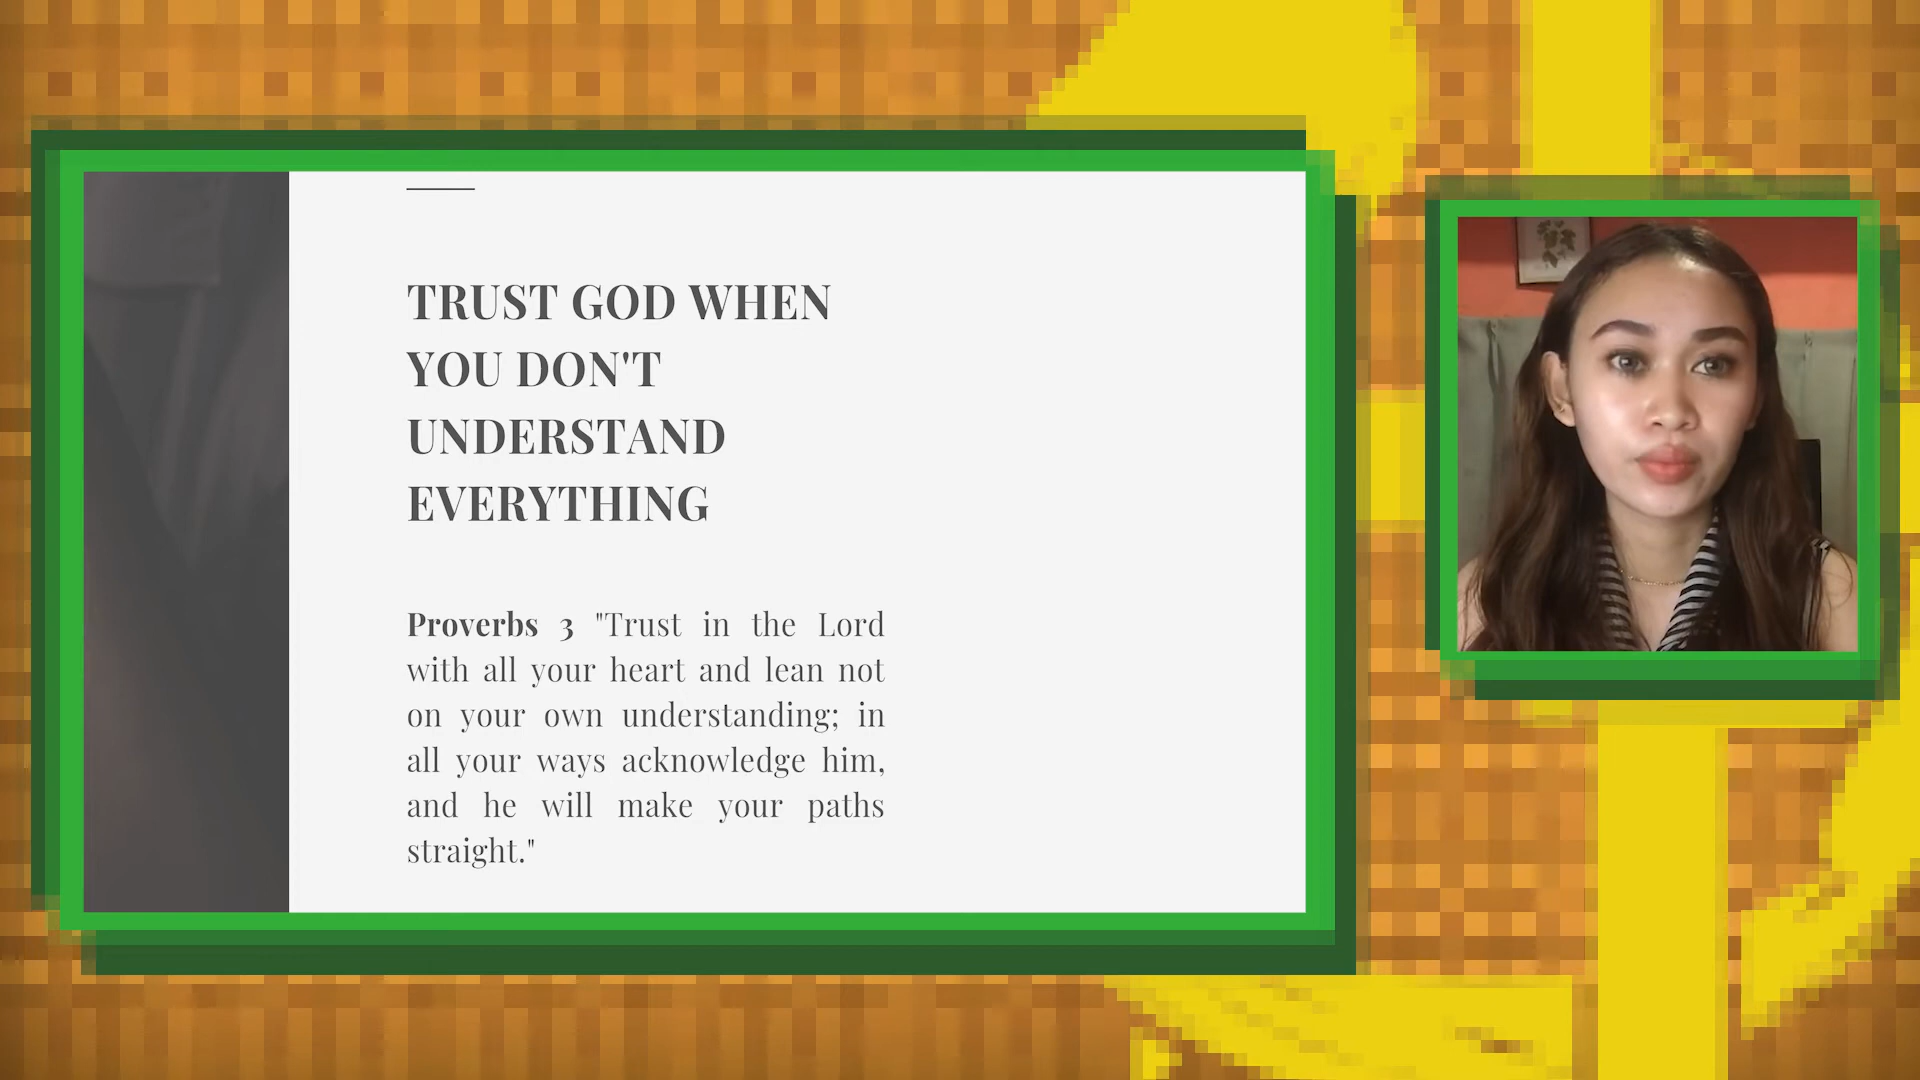 TRUST GOD WHEN
YOU DON'T
UNDERSTAND
EVERYTHING
Proverbs 3 "Trust in the Lord
with all your heart and lean not
on your own understanding; in
all your ways acknowledge him,
and he will make your paths
straight."